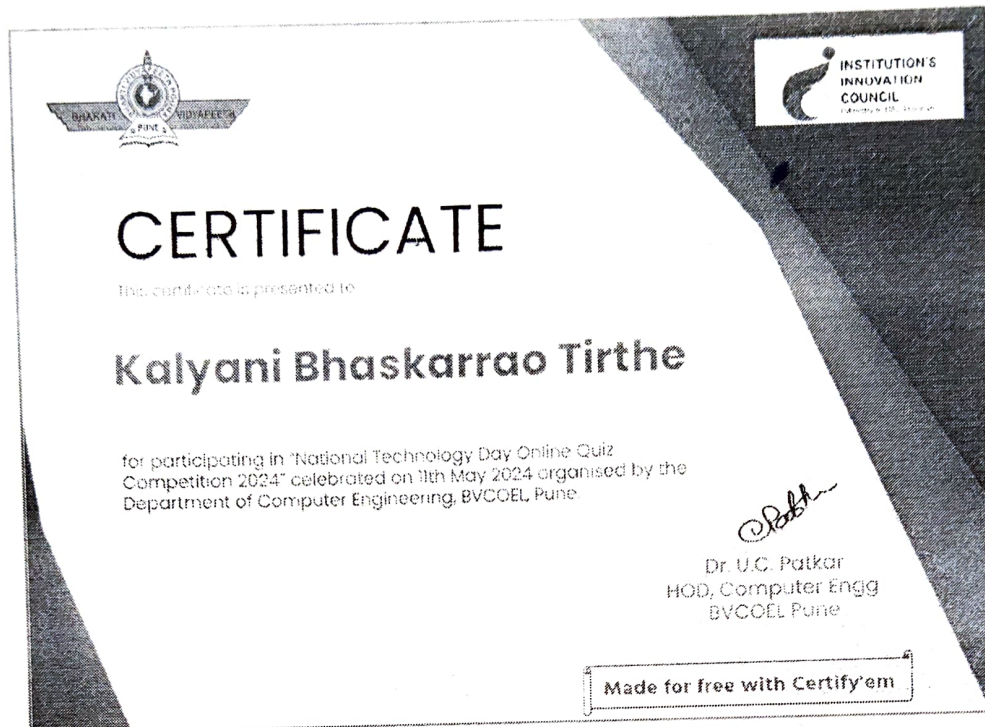 BHARATI VIDYAPEETH
PUNE
INSTITUTION'S
INNOVATION
COUNCIL
CERTIFICATE
This certificate is presented to
Kalyani Bhaskarrao Tirthe
for participating in "National Technology Day Online Quiz
Competition 2024" celebrated on 11th May 2024 organised by the
Department of Computer Engineering, BVCOEL, Pune.
Dr. U.C. Patkar
HOD, Computer Engg
BVCOEL Pune
Made for free with Certify'em